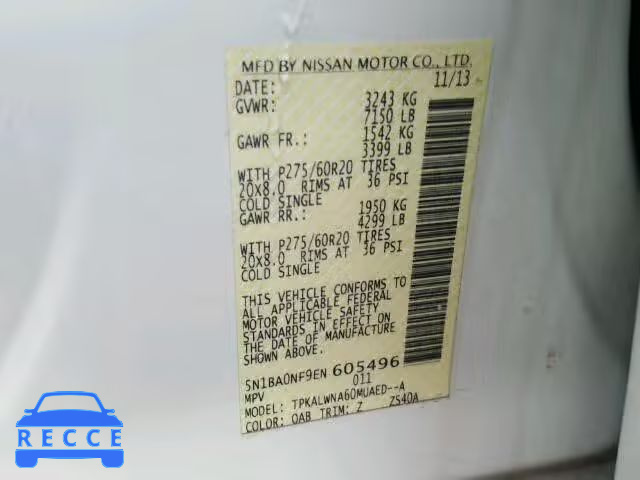 MFD BY NISSAN MOTOR CO., LTD.
DATE: 11/13
GVWR: 3243 KG
7150 LB
GAWR FR.: 1542 KG
3399 LB
WITH P275/60R20 TIRES
20X8.0 RIMS AT 36 PSI
COLD SINGLE
GAWR RR.: 1950 KG
4299 LB
WITH P275/60R20 TIRES
20X8.0 RIMS AT 36 PSI
COLD SINGLE
THIS VEHICLE CONFORMS TO
ALL APPLICABLE FEDERAL
MOTOR VEHICLE SAFETY
STANDARDS IN EFFECT ON
THE DATE OF MANUFACTURE
SHOWN ABOVE.
5N1BA0NF9EN 605496
MPV 011
MODEL: TPKALWNA60MUAED--A
COLOR: QAB TRIM: Z ZS40A
RECCE